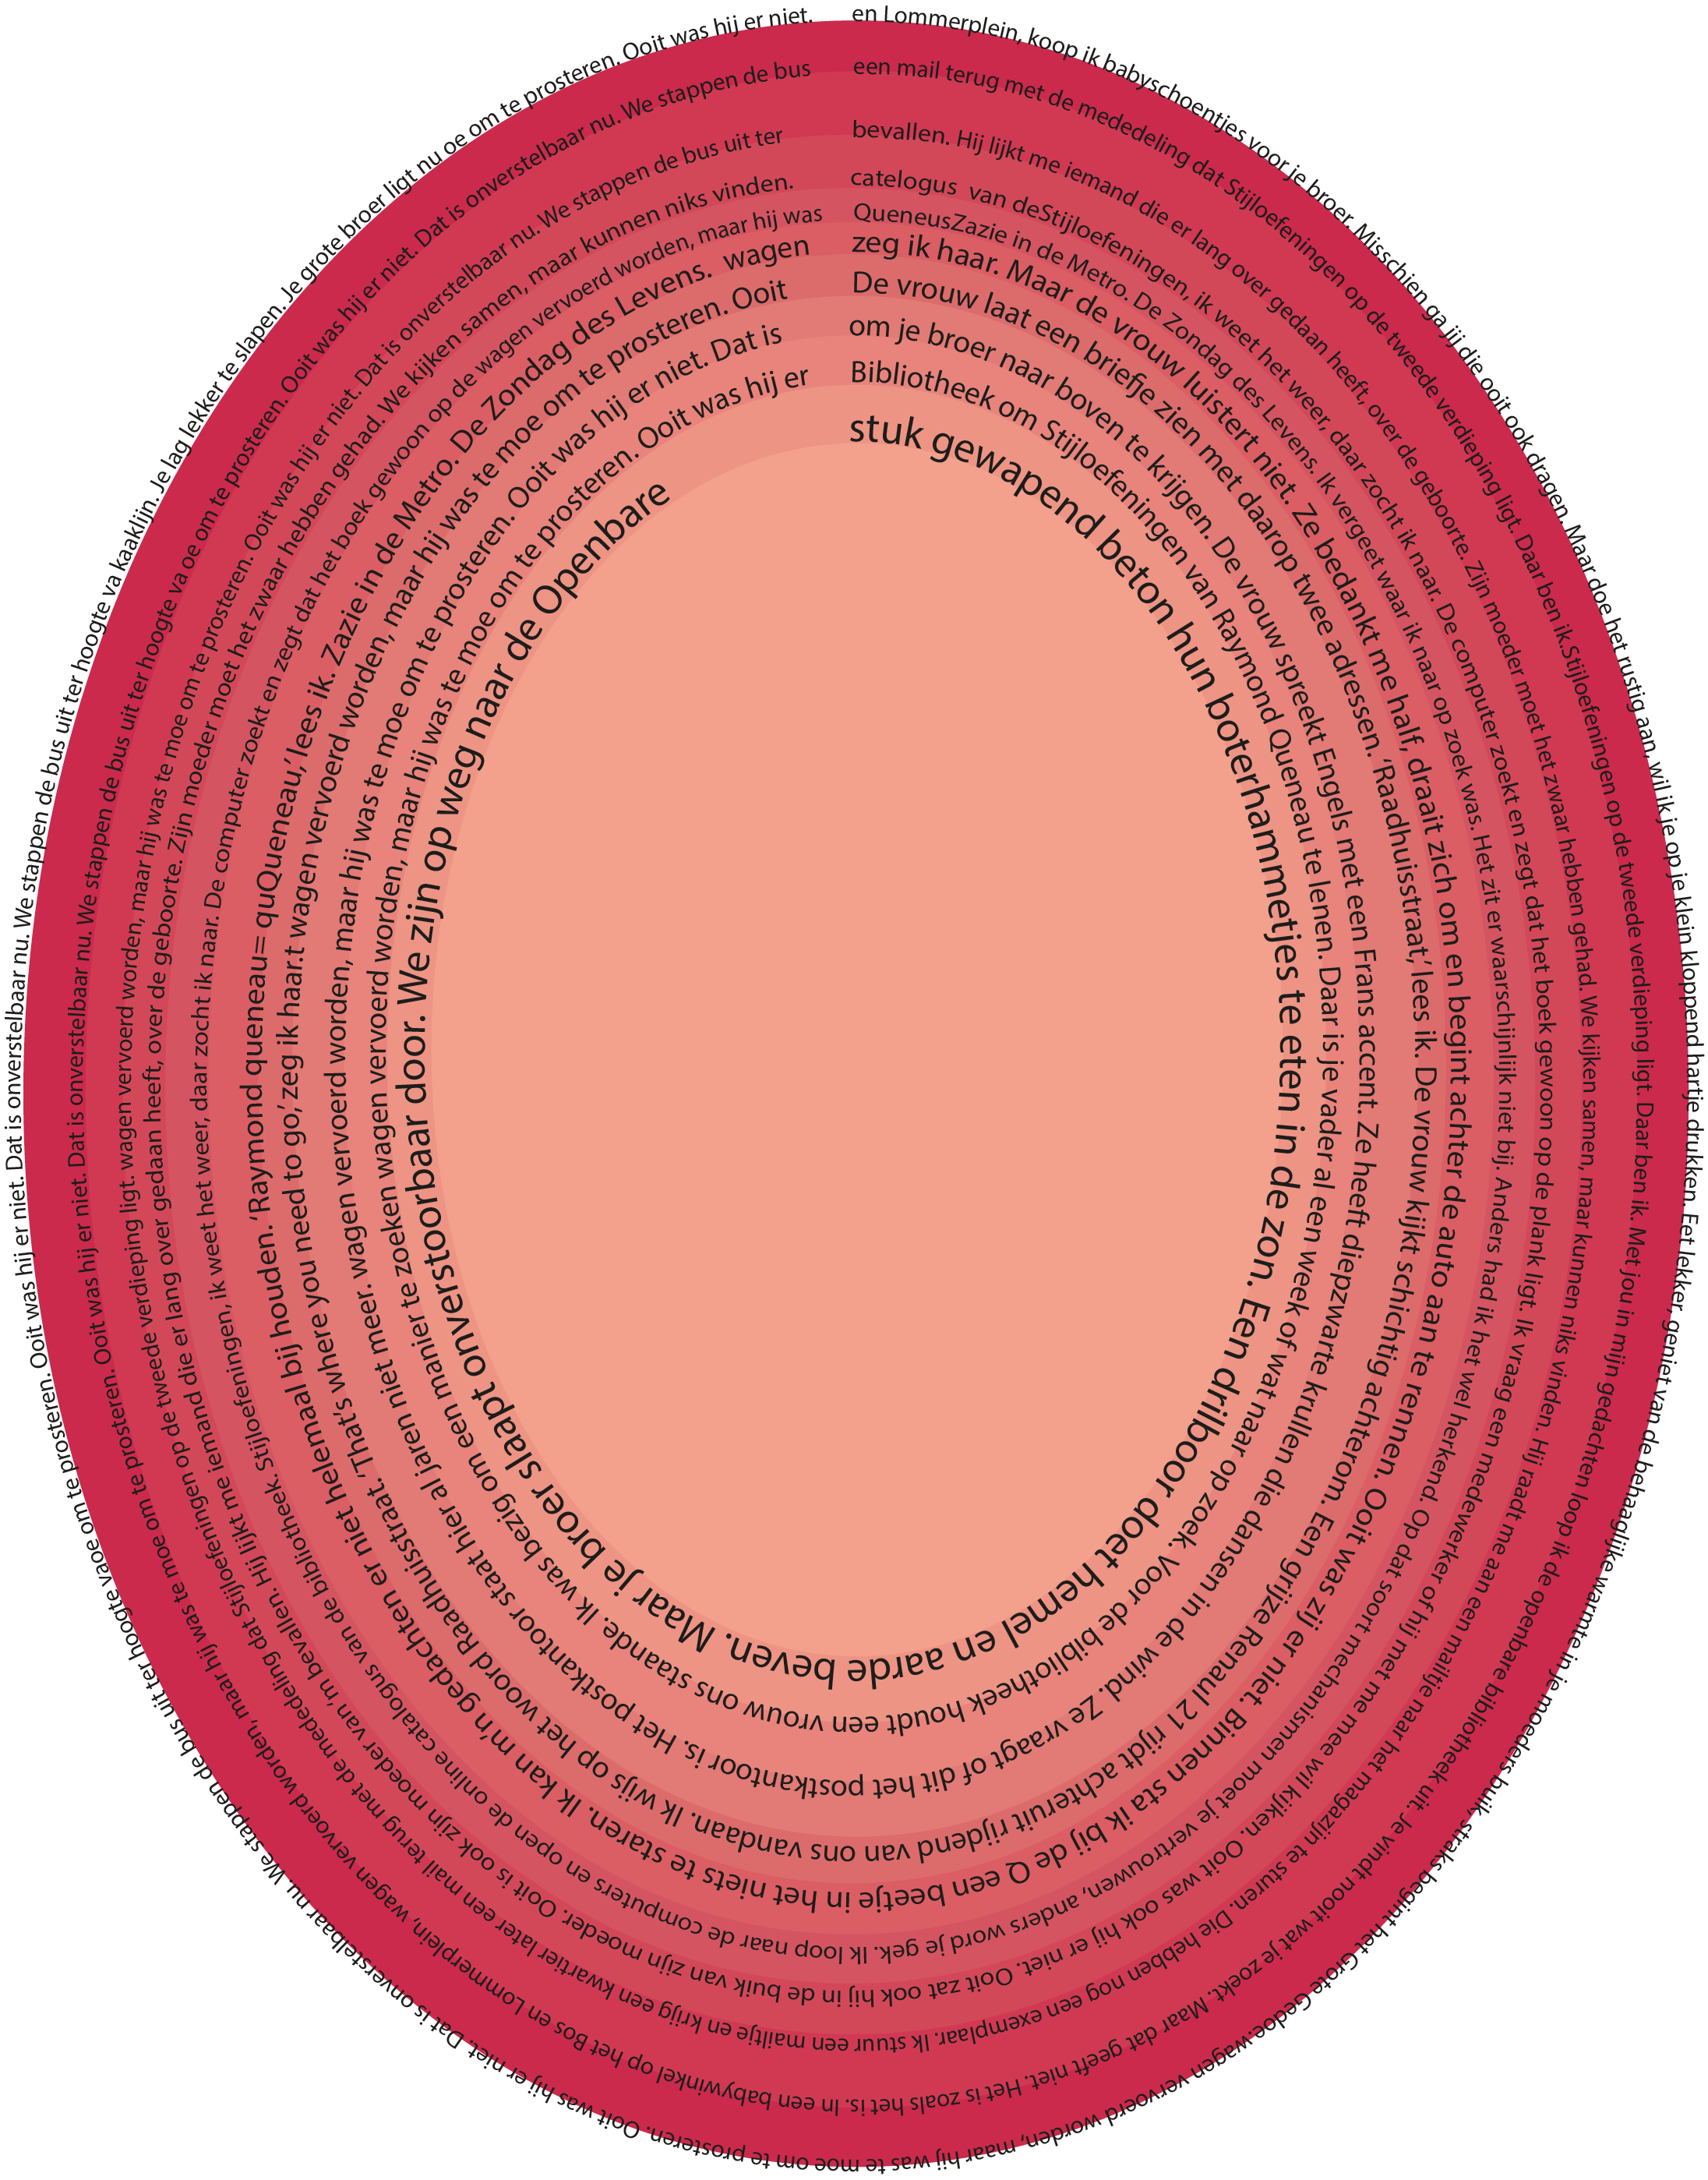 stuk gewapend beton hun boterhammetjes te eten in de zon. Een drilboor doet hemel en aarde beven. Maar je broer slaapt onverstoorbaar door. We zijn op weg naar de Openbare
Bibliotheek om Stijloefeningen van Raymond Queneau te lenen. Daar is je vader al een week of wat naar op zoek. Voor de bibliotheek houdt een vrouw ons staande. Ik was bezig om een manier te zoeken wagen vervoerd worden, maar hij was te moe om te prosteren. Ooit was hij er
om je broer naar boven te krijgen. De vrouw spreekt Engels met een Frans accent. Ze heeft diepzwarte krullen die dansen in de wind. Ze vraagt of dit het postkantoor is. Het postkantoor staat hier al jaren niet meer. wagen vervoerd worden, maar hij was te moe om te prosteren. Ooit was hij er niet. Dat is
De vrouw laat een briefje zien met daarop twee adressen. 'Raadhuisstraat,' lees ik. De vrouw kijkt schichtig achterom. Een grijze Renaul 21 rijdt achteruit rijdend van ons vandaan. Ik wijs op het woord Raadhuisstraat. 'That's where you need to go,' zeg ik haar.t wagen vervoerd worden, maar hij was te moe om te prosteren. Ooit
zeg ik haar. Maar de vrouw luistert niet. Ze bedankt me half, draait zich om en begint achter de auto aan te rennen. Ooit was zij er niet. Binnen sta ik bij de Q een beetje in het niets te staren. Ik kan m'n gedachten er niet helemaal bij houden. 'Raymond queneau= quQueneau,' lees ik. Zazie in de Metro. De Zondag des Levens. wagen
QueneusZazie in de Metro. De Zondag des Levens. Ik vergeet waar ik naar op zoek was. Het zit er waarschijnlijk niet bij. Anders had ik het wel herkend. Op dat soort mechanismen moet je vertrouwen, anders word je gek. Ik loop naar de computers en open de online catalogus van de bibliotheek. Stijloefeningen, ik weet het weer, daar zocht ik naar. De computer zoekt en zegt dat het boek gewoon op de wagen vervoerd worden, maar hij was
catelogus van deStijloefeningen, ik weet het weer, daar zocht ik naar. De computer zoekt en zegt dat het boek gewoon op de plank ligt. Ik vraag een medewerker of hij met me mee wil kijken. Ooit was ook hij er niet. Ooit zat ook hij in de buik van zijn moeder. Ooit is ook zijn moeder van 'm bevallen. Hij lijkt me iemand die er lang over gedaan heeft, over de geboorte. Zijn moeder moet het zwaar hebben gehad. We kijken samen, maar kunnen niks vinden.
bevallen. Hij lijkt me iemand die er lang over gedaan heeft, over de geboorte. Zijn moeder moet het zwaar hebben gehad. We kijken samen, maar kunnen niks vinden. Hij raadt me aan een mailtje naar het magazijn te sturen. Die hebben nog een exemplaar. Ik stuur een mailtje en krijg een kwartier later een mail terug met de mededeling dat Stijloefeningen op de tweede verdieping ligt. wagen vervoerd worden, maar hij was te moe om te prosteren. Ooit was hij er niet. Dat is onverstelbaar nu. We stappen de bus uit ter
een mail terug met de mededeling dat Stijloefeningen op de tweede verdieping ligt. Daar ben ik.Stijloefeningen op de tweede verdieping ligt. Daar ben ik. Met jou in mijn gedachten loop ik de openbare bibliotheek uit. Je vindt nooit wat je zoekt. Maar dat geeft niet. Het is zoals het is. In een babywinkel op het Bos en Lommerplein, wagen vervoerd worden, maar hij was te moe om te prosteren. Ooit was hij er niet. Dat is onverstelbaar nu. We stappen de bus uit ter hoogte va oe om te prosteren. Ooit was hij er niet. Dat is onverstelbaar nu. We stappen de bus
en Lommerplein, koop ik babyschoentjes voor je broer. Misschien ga jij die ooit ook dragen. Maar doe het rustig aan, wil ik je op je klein kloppend hartje drukken. Eet lekker, geniet van de behaaglijke warmte in je moeders buik, straks begint het Grote Gedoe.wagen vervoerd worden, maar hij was te moe om te prosteren. Ooit was hij er niet. Dat is onverstelbaar nu. We stappen de bus uit ter hoogte vaoe om te prosteren. Ooit was hij er niet. Dat is onverstelbaar nu. We stappen de bus uit ter hoogte va kaaklijn. Je lag lekker te slapen. Je grote broer ligt nu oe om te prosteren. Ooit was hij er niet.